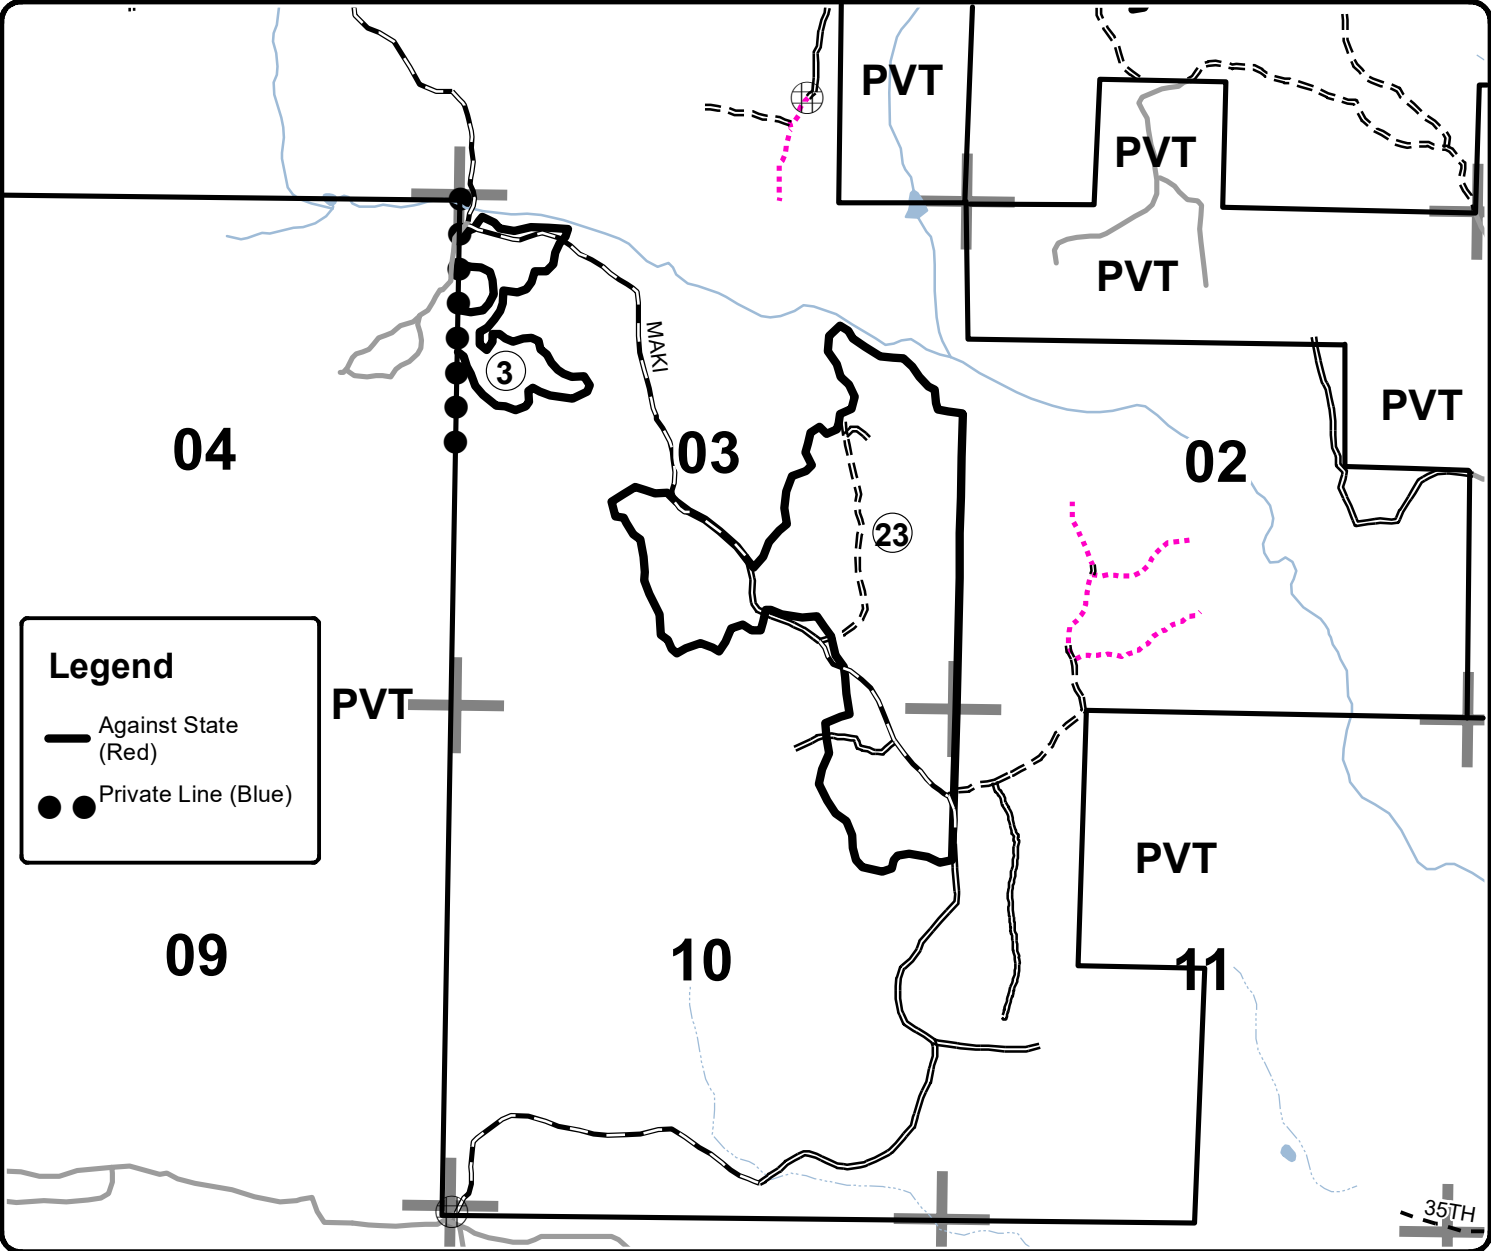 PVT
PVT
PVT
MAKI
3
PVT
04
03
02
23
Legend
PVT
Against State
(Red)
Private Line (Blue)
PVT
09
10
11
35TH